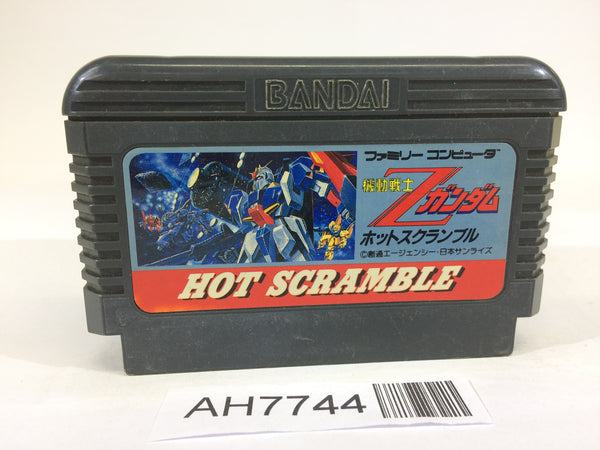 BANDAI
ファミリー コンピュータ
機動戦士
Zガンダム
ホットスクランブル
©創通エージェンシー・日本サンライズ
HOT SCRAMBLE
AH7744